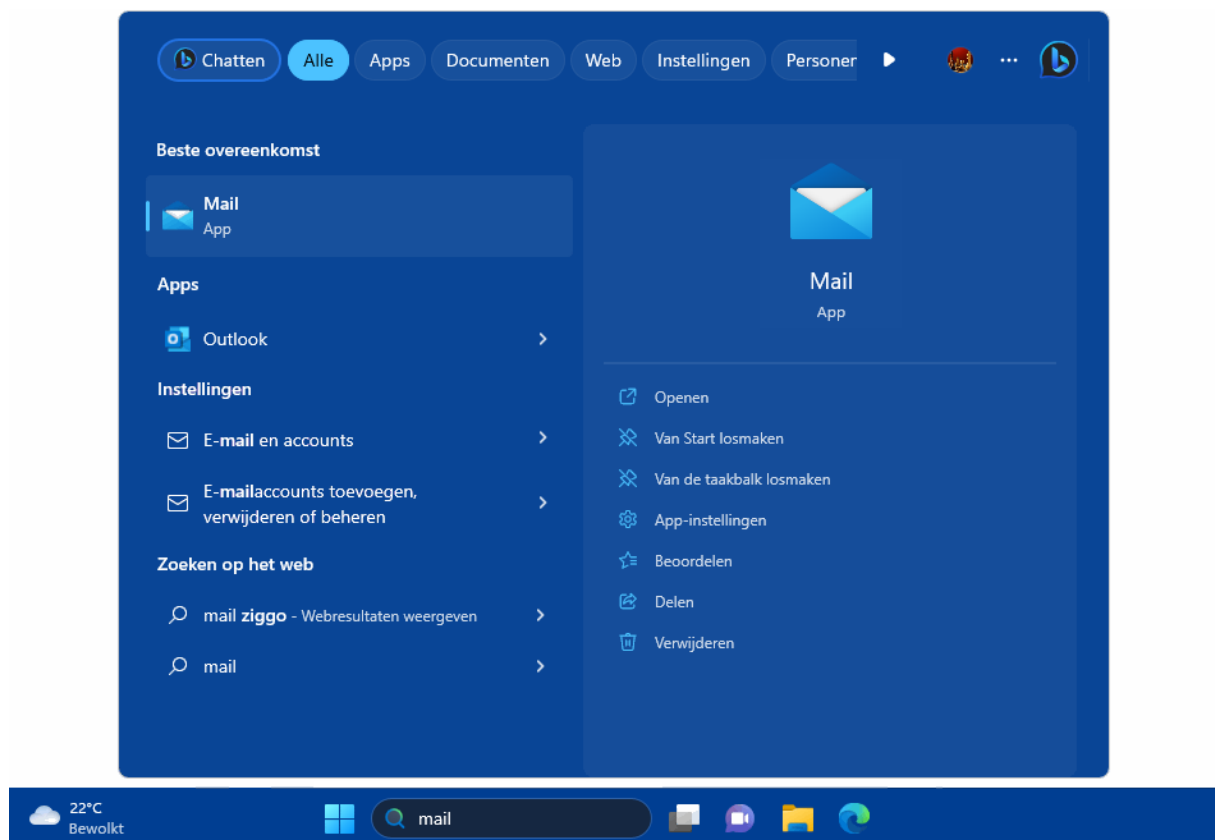 Chatten Alle Apps Documenten Web Instellingen Personen
Beste overeenkomst
Mail
App
Apps
Outlook
Instellingen
E-mail en accounts
E-mailaccounts toevoegen,
verwijderen of beheren
Zoeken op het web
mail ziggo - Webresultaten weergeven
mail
Mail
App
Openen
Van Start losmaken
Van de taakbalk losmaken
App-instellingen
Beoordelen
Delen
Verwijderen
22°C
Bewolkt
mail